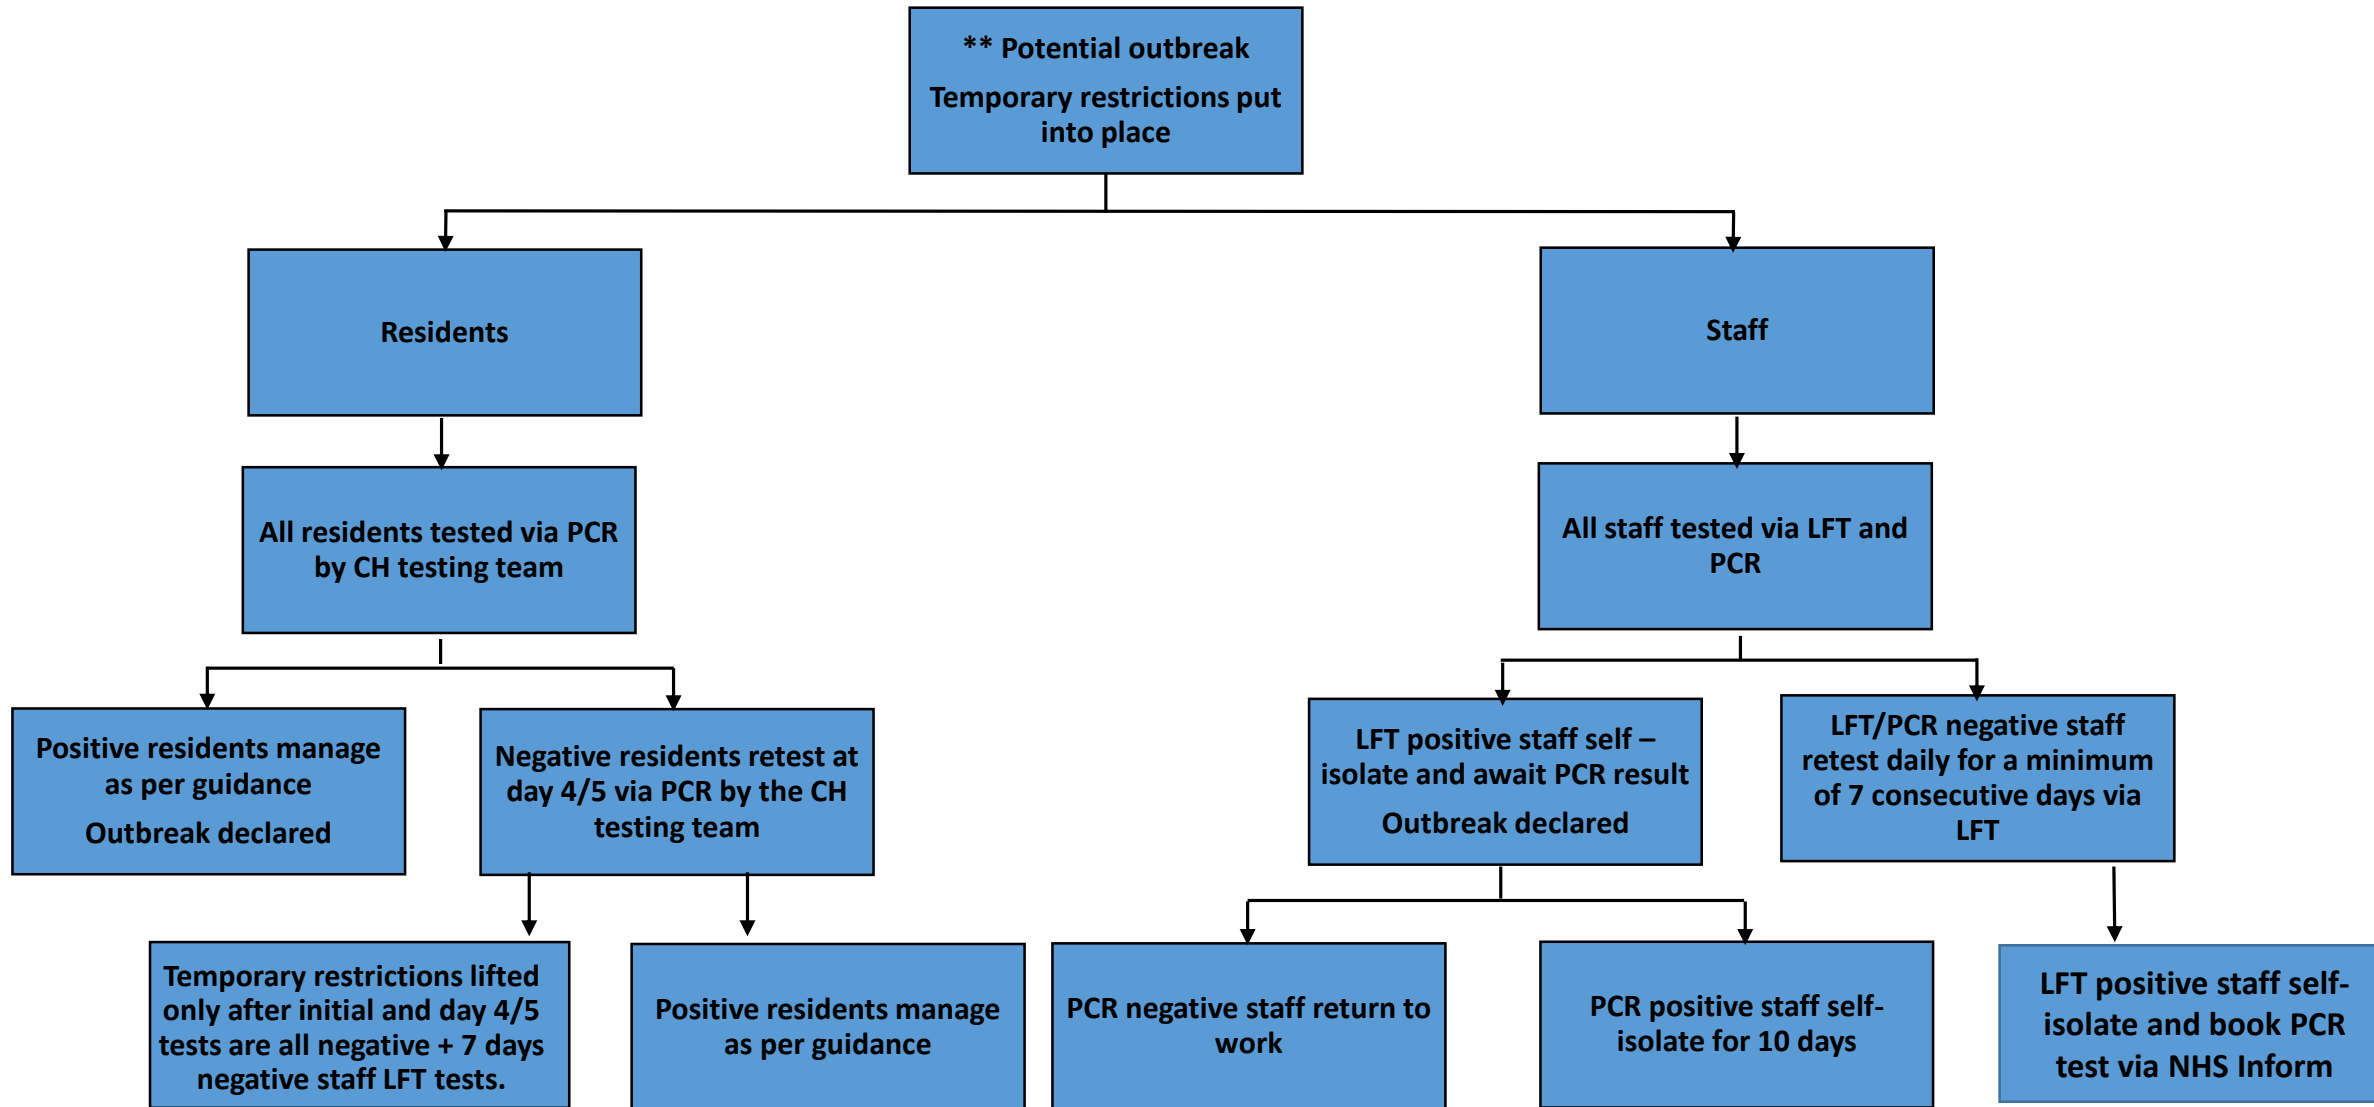 ** Potential outbreak
Temporary restrictions put
into place
Residents
Staff
All residents tested via PCR
by CH testing team
All staff tested via LFT and
PCR
Positive residents manage
as per guidance
Outbreak declared
Negative residents retest at
day 4/5 via PCR by the CH
testing team
LFT positive staff self –
isolate and await PCR result
Outbreak declared
LFT/PCR negative staff
retest daily for a minimum
of 7 consecutive days via
LFT
Temporary restrictions lifted
only after initial and day 4/5
tests are all negative + 7 days
negative staff LFT tests.
Positive residents manage
as per guidance
PCR negative staff return to
work
PCR positive staff self-
isolate for 10 days
LFT positive staff self-
isolate and book PCR
test via NHS Inform